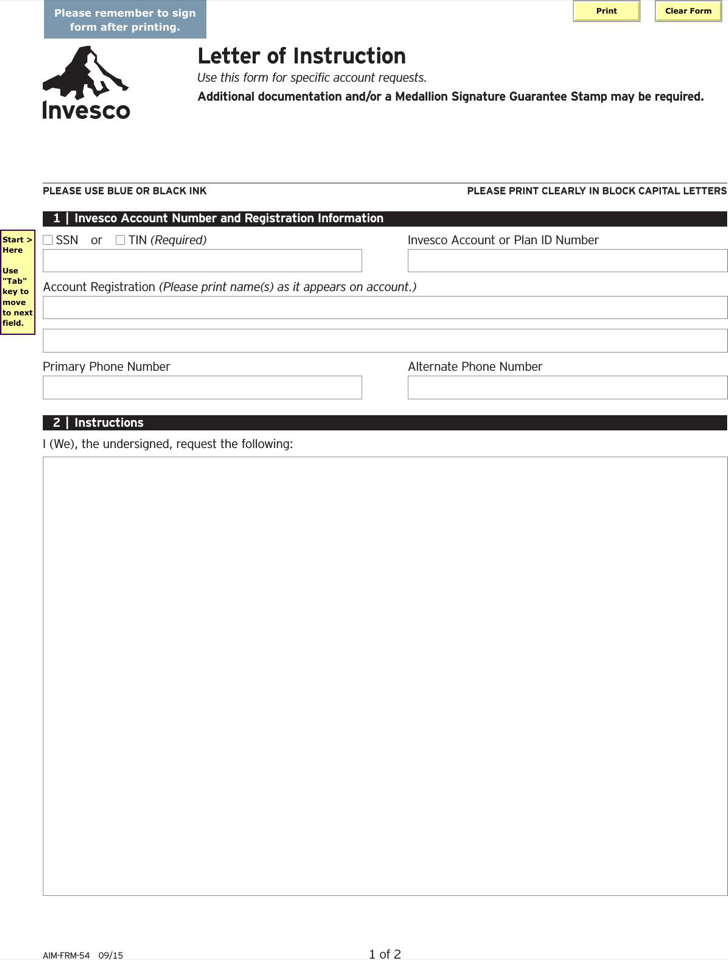 Please remember to sign
form after printing.
Print
Clear Form
Invesco
Letter of Instruction
Use this form for specific account requests.
Additional documentation and/or a Medallion Signature Guarantee Stamp may be required.
PLEASE USE BLUE OR BLACK INK
PLEASE PRINT CLEARLY IN BLOCK CAPITAL LETTERS
1 | Invesco Account Number and Registration Information
Start >
Here
Use
"Tab"
key to
move
to next
field.
SSN or TIN (Required)
Invesco Account or Plan ID Number
Account Registration (Please print name(s) as it appears on account.)
Primary Phone Number
Alternate Phone Number
2 | Instructions
I (We), the undersigned, request the following:
AIM-FRM-54 09/15
1 of 2